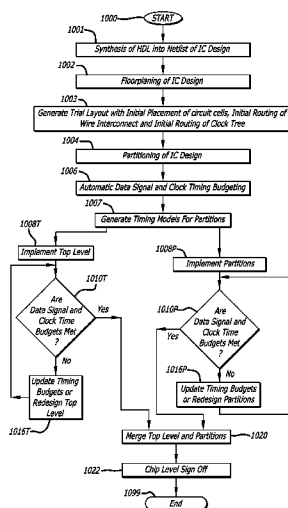 1000
START
1001
Synthesis of HDL into Netlist of IC Design
1002
Floorplaning of IC Design
1003
Generate Trial Layout with Initial Placement of circuit cells, Initial Routing of
Wire Interconnect and Initial Routing of Clock Tree
1004
Partitioning of IC Design
1006
Automatic Data Signal and Clock Timing Budgeting
1007
Generate Timing Models For Partitions
1008T
Implement Top Level
1008P
Implement Partitions
1010T
Are
Data Signal and
Clock Time
Budgets Met
?
Yes
No
Update Timing
Budgets or
Redesign Top
Level
1016T
1010P
Are
Data Signal and
Clock Time
Budgets Met
?
Yes
No
1016P
Update Timing Budgets
or Redesign Partitions
Merge Top Level and Partitions
1020
1022
Chip Level Sign Off
1099
End